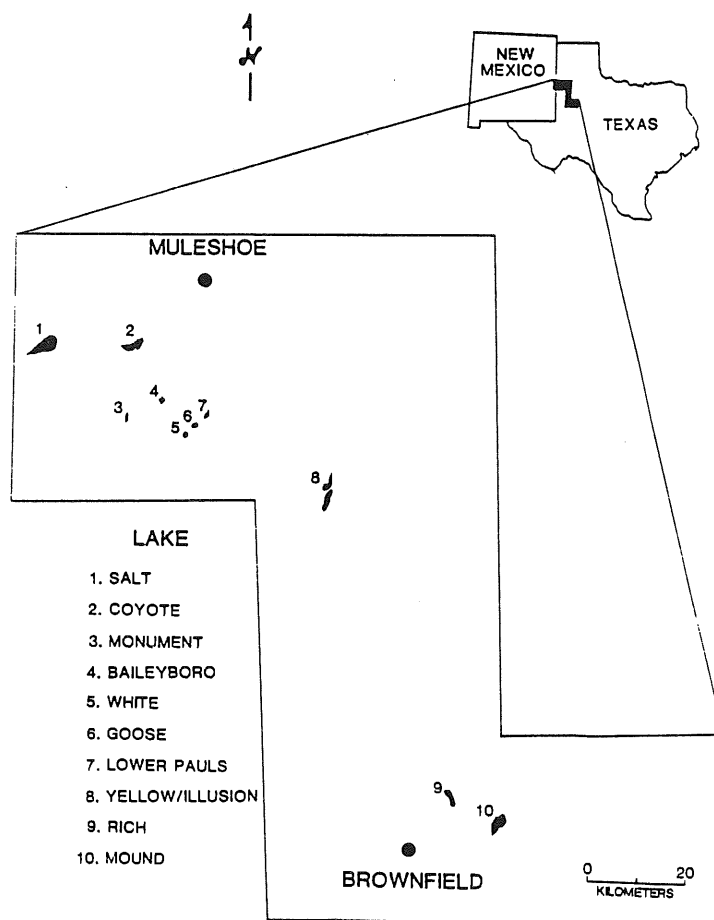 N
NEW
MEXICO
TEXAS
MULESHOE
1
2
3
4
5
6
7
8
LAKE
1. SALT
2. COYOTE
3. MONUMENT
4. BAILEYBORO
5. WHITE
6. GOOSE
7. LOWER PAULS
8. YELLOW/ILLUSION
9. RICH
10. MOUND
9
10
BROWNFIELD
0 20
KILOMETERS